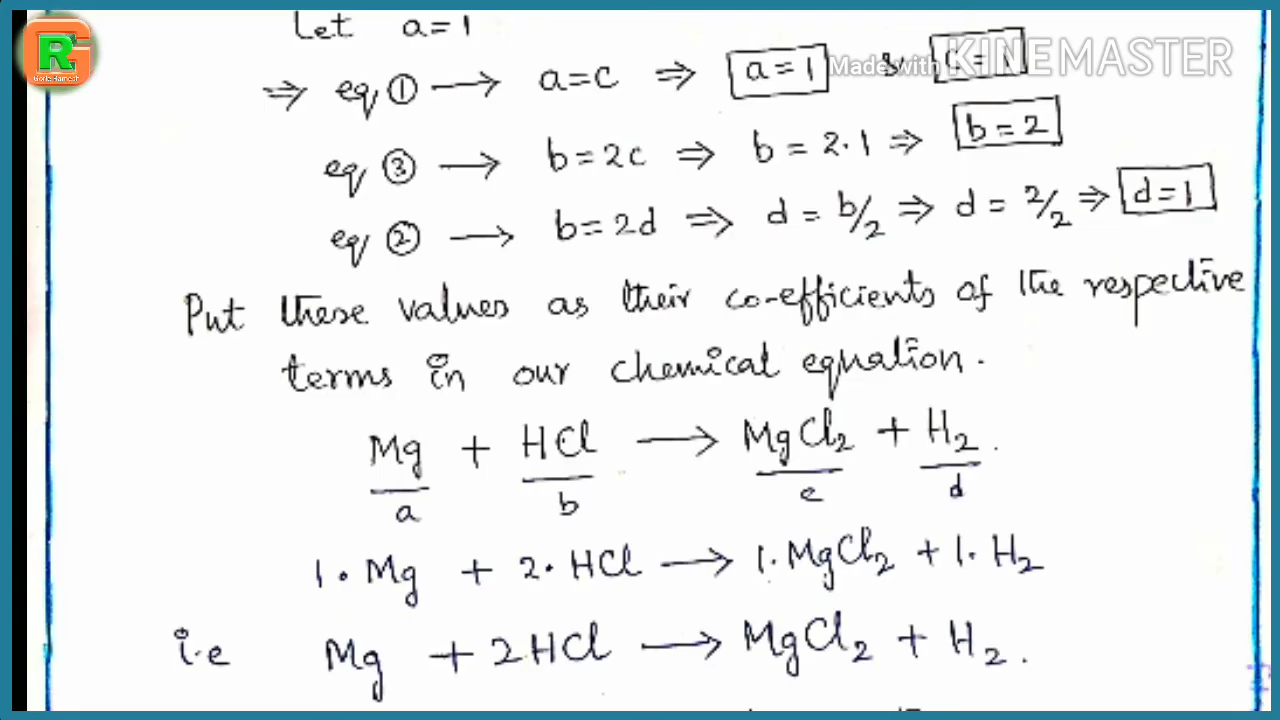 Let a=1
⇒ eq ① → a=c ⇒ a=1 & c=1
Made with KINEMASTER
eq ③ → b=2c ⇒ b = 2·1 ⇒ b=2
eq ② → b=2d ⇒ d = b/2 ⇒ d = 2/2 ⇒ d=1
Put these values as their co-efficients of the respective
terms in our chemical equation.
Mg + HCl → MgCl₂ + H₂.
a b c d
1·Mg + 2·HCl → 1·MgCl₂ + 1·H₂
i.e Mg + 2HCl → MgCl₂ + H₂.